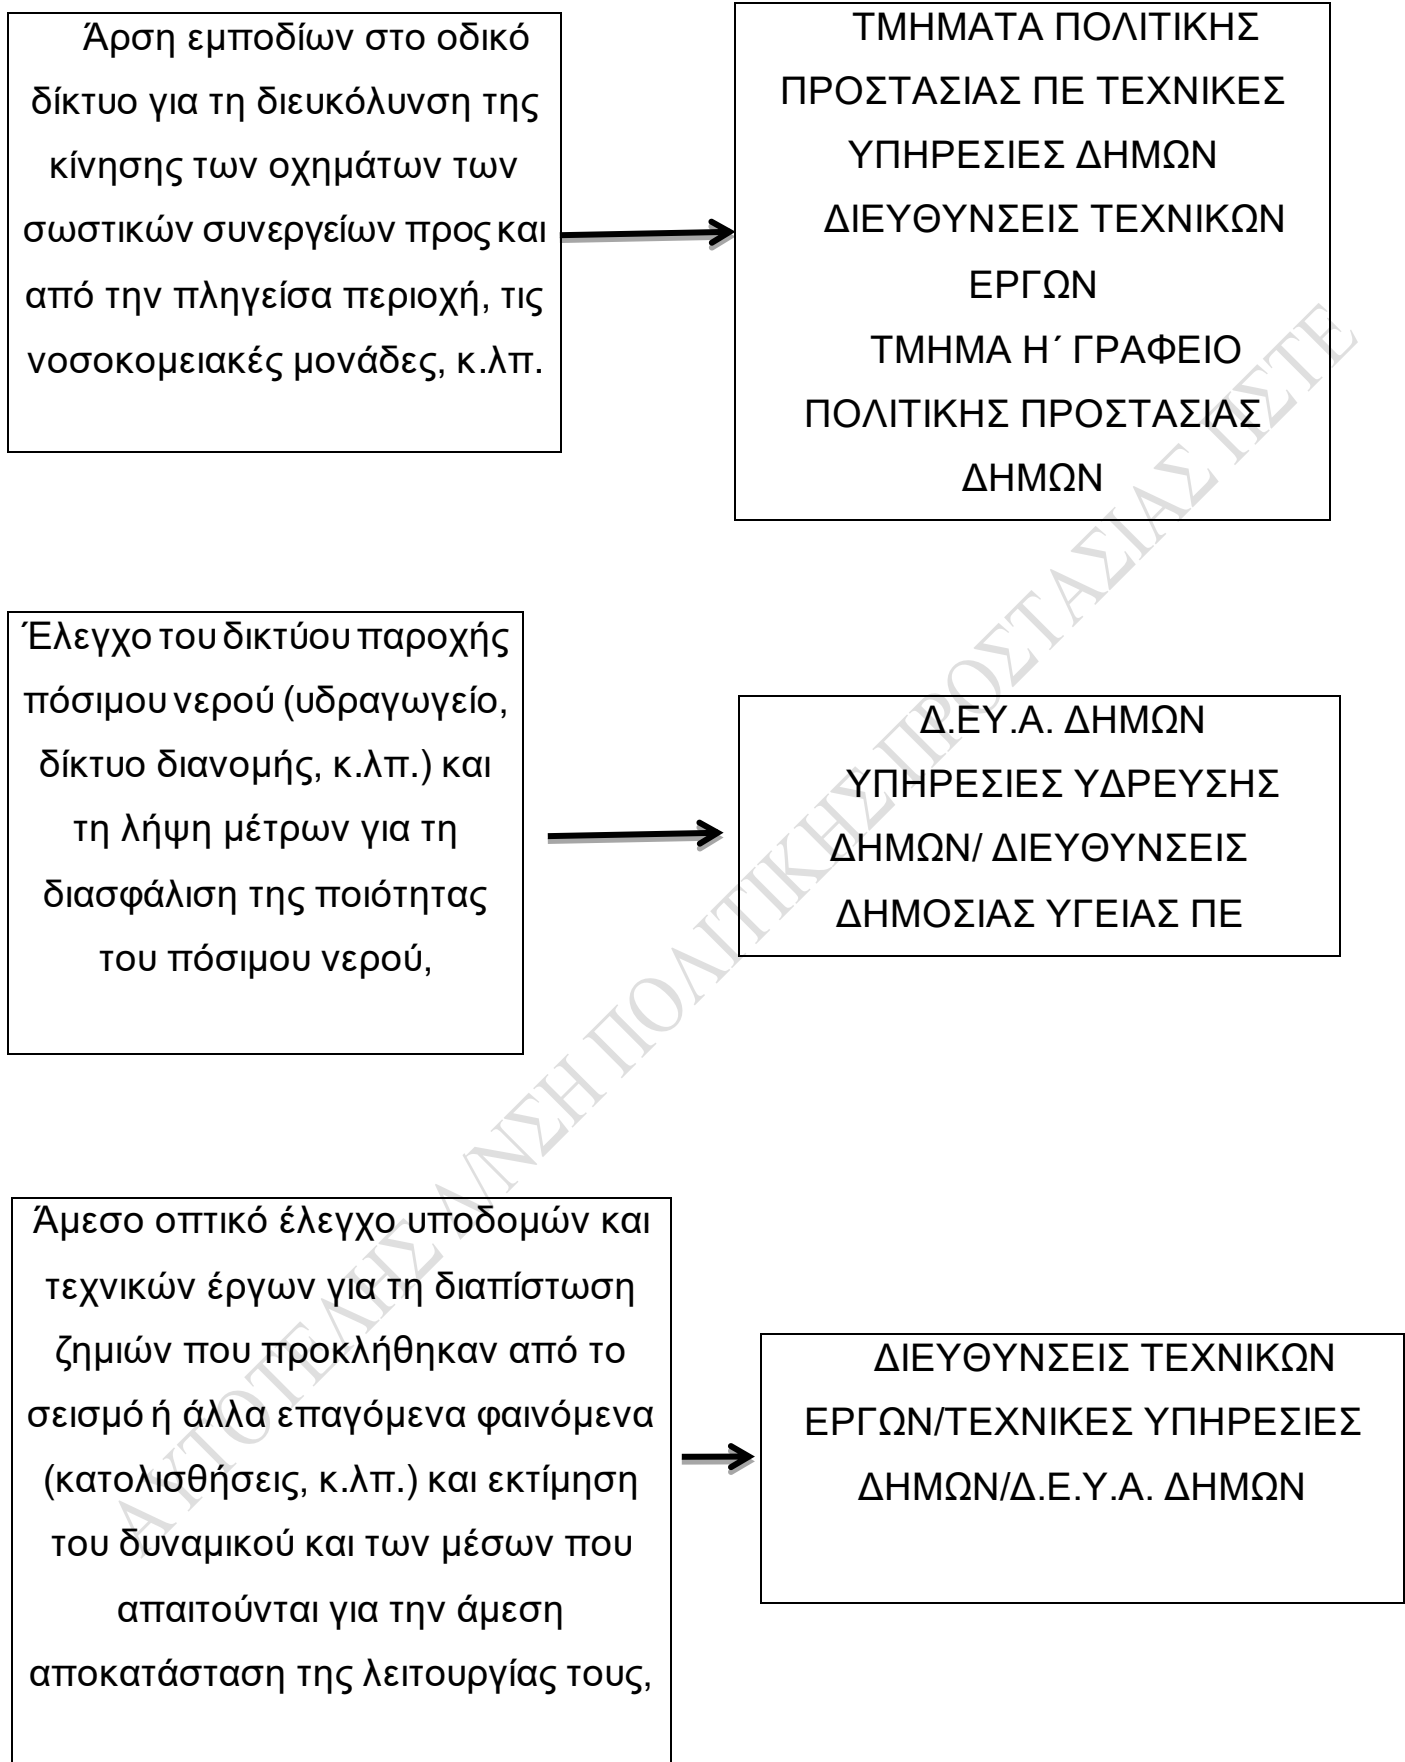 Άρση εμποδίων στο οδικό
δίκτυο για τη διευκόλυνση της
κίνησης των οχημάτων των
σωστικών συνεργείων προς και
από την πληγείσα περιοχή, τις
νοσοκομειακές μονάδες, κ.λπ.
ΤΜΗΜΑΤΑ ΠΟΛΙΤΙΚΗΣ
ΠΡΟΣΤΑΣΙΑΣ ΠΕ ΤΕΧΝΙΚΕΣ
ΥΠΗΡΕΣΙΕΣ ΔΗΜΩΝ
ΔΙΕΥΘΥΝΣΕΙΣ ΤΕΧΝΙΚΩΝ
ΕΡΓΩΝ
ΤΜΗΜΑ Η΄ ΓΡΑΦΕΙΟ
ΠΟΛΙΤΙΚΗΣ ΠΡΟΣΤΑΣΙΑΣ
ΔΗΜΩΝ
Έλεγχο του δικτύου παροχής
πόσιμου νερού (υδραγωγείο,
δίκτυο διανομής, κ.λπ.) και
τη λήψη μέτρων για τη
διασφάλιση της ποιότητας
του πόσιμου νερού,
Δ.ΕΥ.Α. ΔΗΜΩΝ
ΥΠΗΡΕΣΙΕΣ ΥΔΡΕΥΣΗΣ
ΔΗΜΩΝ/ ΔΙΕΥΘΥΝΣΕΙΣ
ΔΗΜΟΣΙΑΣ ΥΓΕΙΑΣ ΠΕ
Άμεσο οπτικό έλεγχο υποδομών και
τεχνικών έργων για τη διαπίστωση
ζημιών που προκλήθηκαν από το
σεισμό ή άλλα επαγόμενα φαινόμενα
(κατολισθήσεις, κ.λπ.) και εκτίμηση
του δυναμικού και των μέσων που
απαιτούνται για την άμεση
αποκατάσταση της λειτουργίας τους,
ΔΙΕΥΘΥΝΣΕΙΣ ΤΕΧΝΙΚΩΝ
ΕΡΓΩΝ/ΤΕΧΝΙΚΕΣ ΥΠΗΡΕΣΙΕΣ
ΔΗΜΩΝ/Δ.Ε.Υ.Α. ΔΗΜΩΝ
ΑΥΤΟΤΕΛΗΣ Δ/ΝΣΗ ΠΟΛΙΤΙΚΗΣ ΠΡΟΣΤΑΣΙΑΣ ΠΣΤΕ